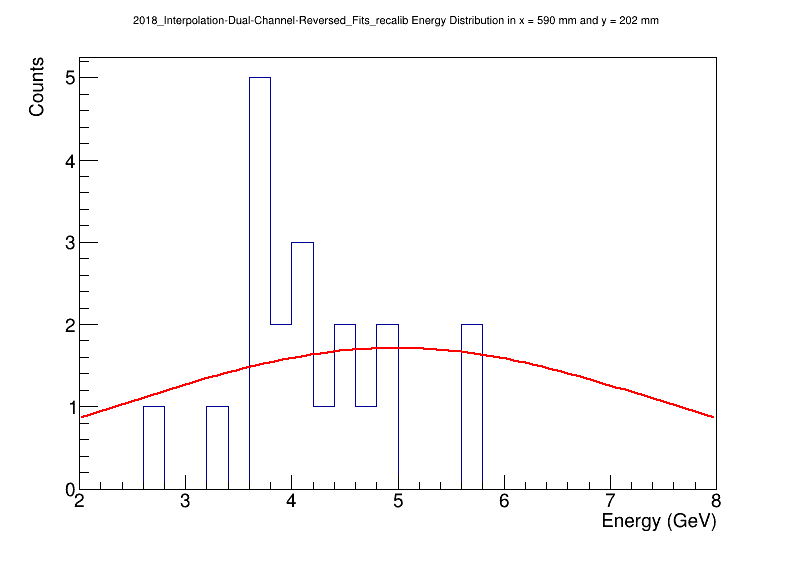 2018_Interpolation-Dual-Channel-Reversed_Fits_recalib Energy Distribution in x = 590 mm and y = 202 mm
Counts
5
4
3
2
1
0
2 3 4 5 6 7 8
Energy (GeV)